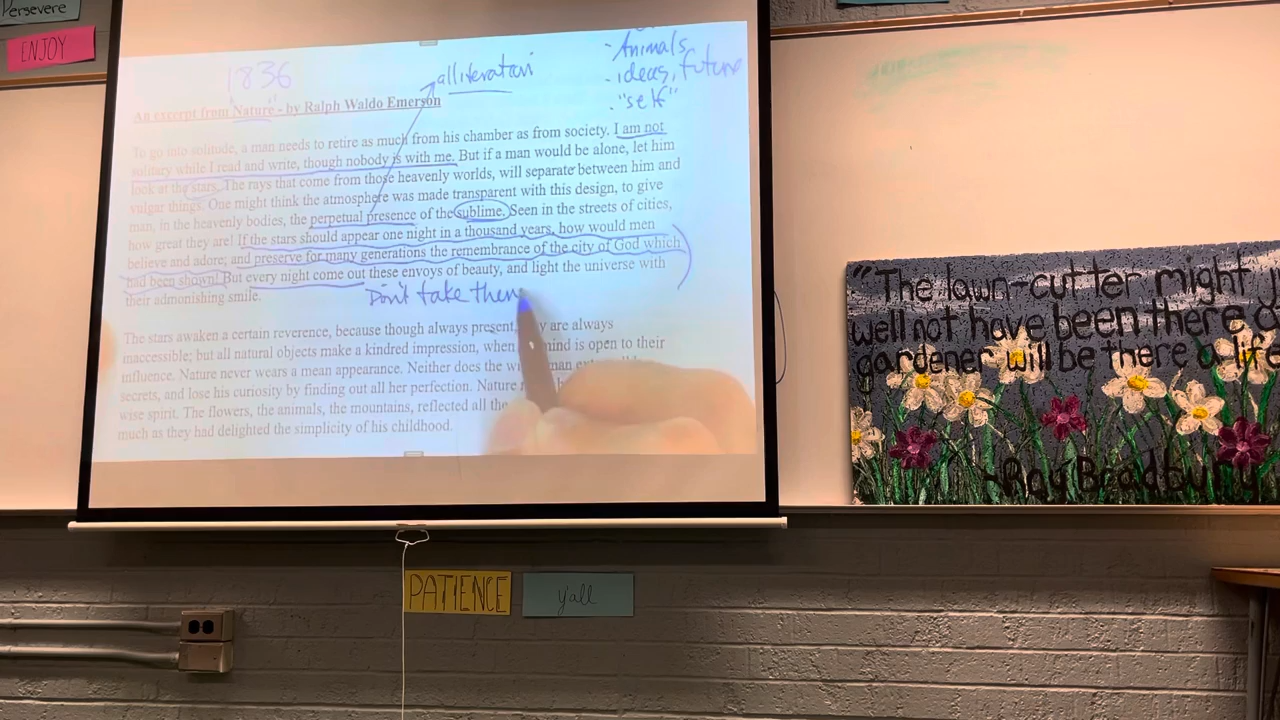 Persevere
ENJOY
1836
alliteration
- Animals
- ideas, future
. "self"
An excerpt from "Nature" - by Ralph Waldo Emerson
To go into solitude, a man needs to retire as much from his chamber as from society. I am not
solitary while I read and write, though nobody is with me. But if a man would be alone, let him
look at the stars. The rays that come from those heavenly worlds, will separate between him and
vulgar things. One might think the atmosphere was made transparent with this design, to give
man, in the heavenly bodies, the perpetual presence of the sublime. Seen in the streets of cities,
how great they are! If the stars should appear one night in a thousand years, how would men
believe and adore; and preserve for many generations the remembrance of the city of God which
had been shown! But every night come out these envoys of beauty, and light the universe with
their admonishing smile.
Don't take them
The stars awaken a certain reverence, because though always present, are always
inaccessible; but all natural objects make a kindred impression, when mind is open to their
influence. Nature never wears a mean appearance. Neither does the man
secrets, and lose his curiosity by finding out all her perfection. Nature
wise spirit. The flowers, the animals, the mountains, reflected all the
much as they had delighted the simplicity of his childhood.
"The lawn-cutter might
well not have been there
gardener will be there a life
~Ray Bradbury
PATIENCE
y'all